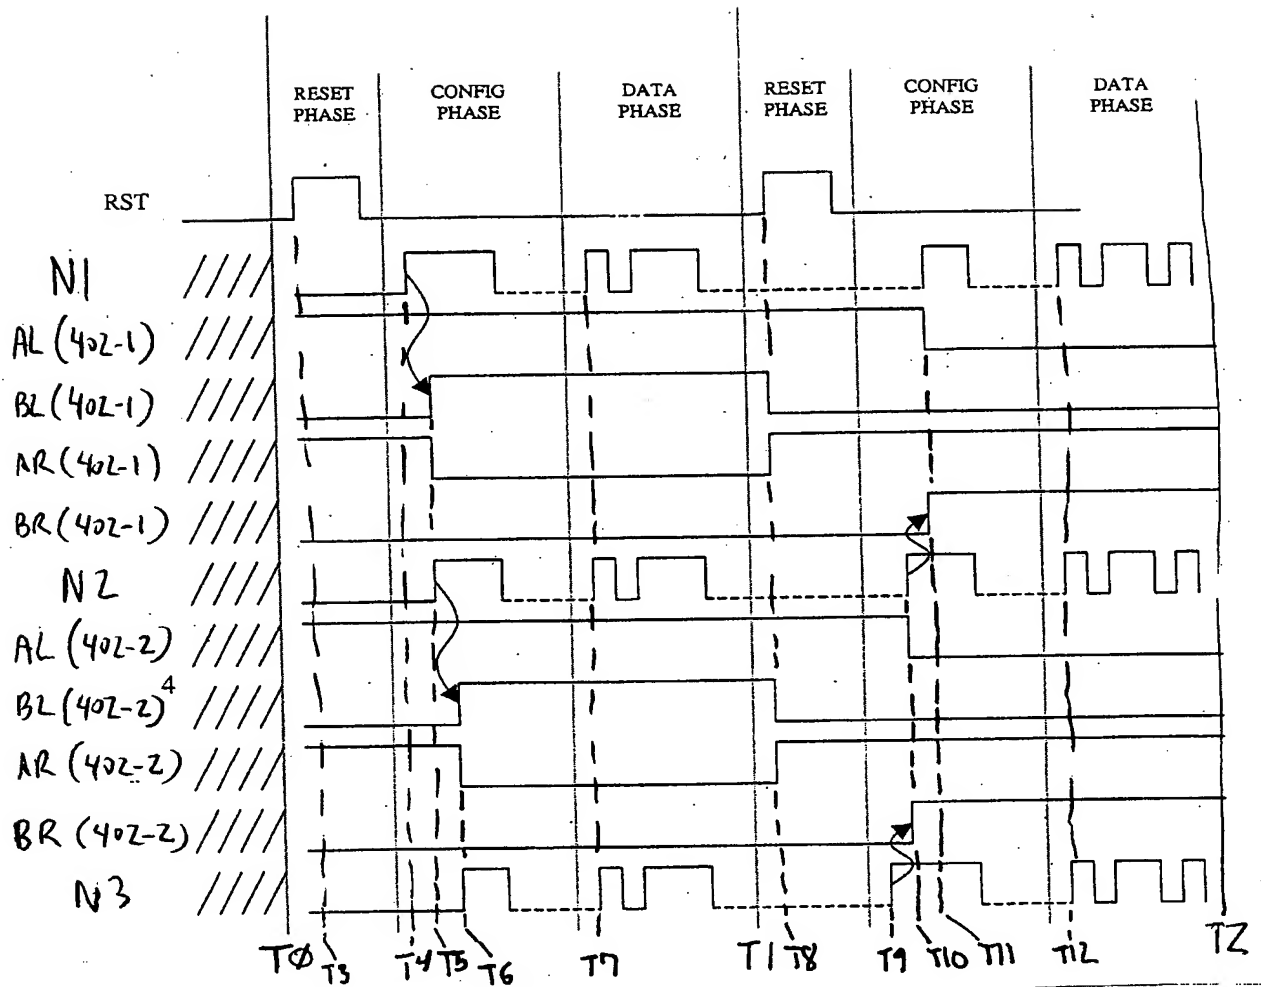 RESET PHASE
CONFIG PHASE
DATA PHASE
RESET PHASE
CONFIG PHASE
DATA PHASE
RST
N1
AL (402-1)
BL (402-1)
AR (402-1)
BR (402-1)
N2
AL (402-2)
BL (402-2) 4
AR (402-2)
BR (402-2)
N3
TØ T3 T4 T5 T6 T7 T1 T8 T9 T10 T11 T12 T2